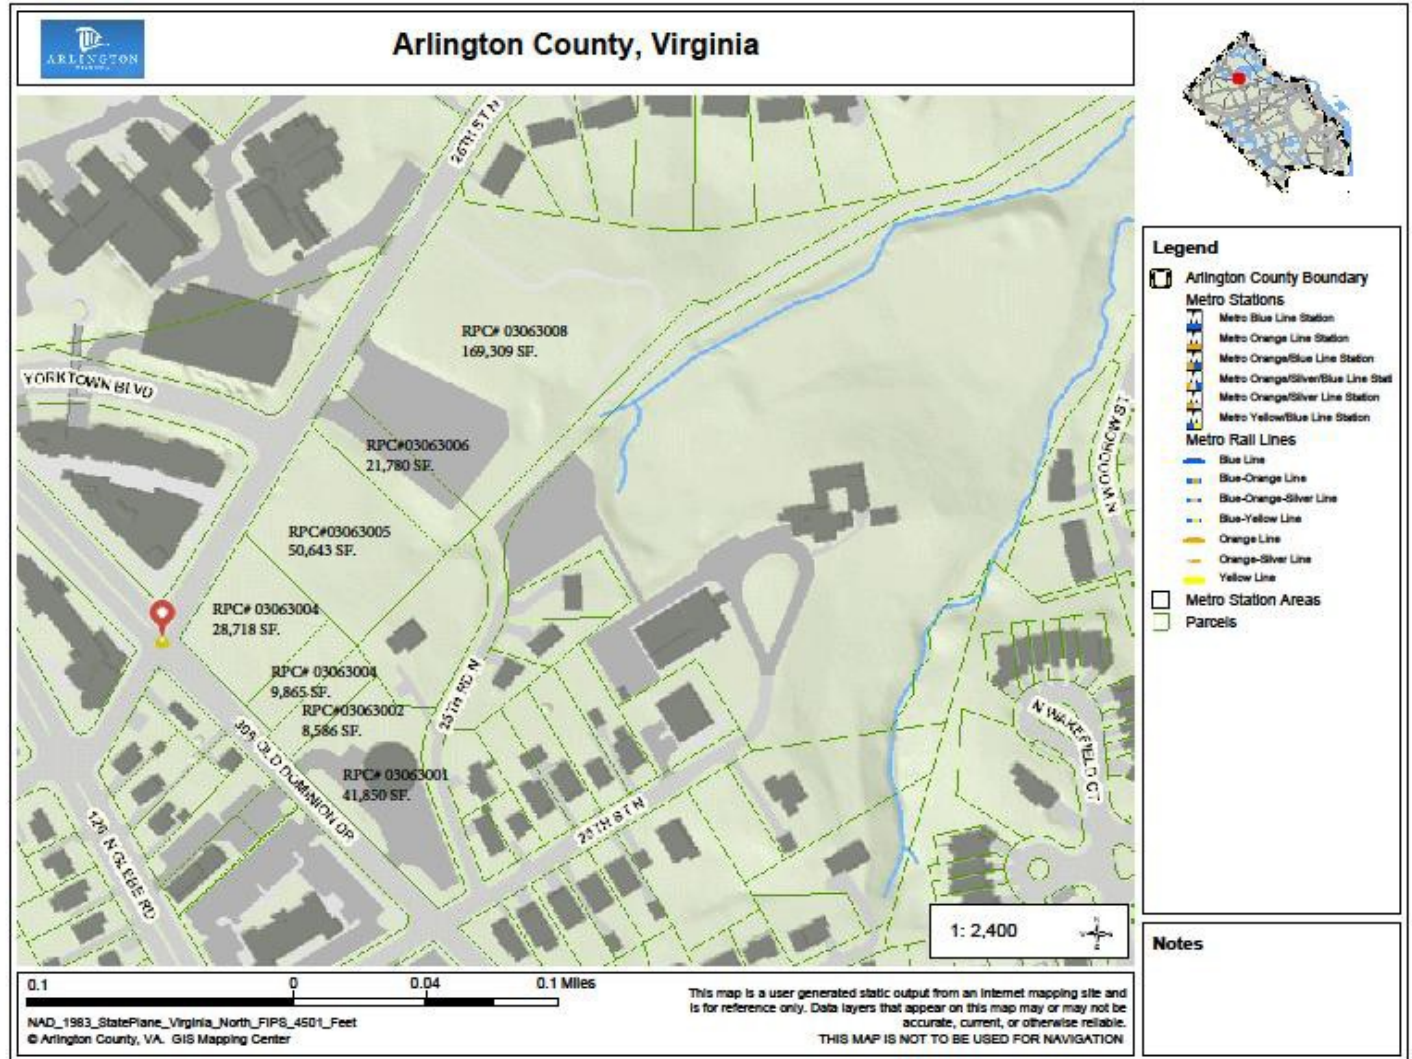 ARLINGTON
Arlington County, Virginia
26TH ST N
RPC# 03063008
169,309 SF.
YORKTOWN BLVD
RPC#03063006
21,780 SF.
N WOODROW ST
RPC#03063005
50,643 SF.
RPC# 03063004
28,718 SF.
RPC# 03063004
9,865 SF.
25TH RD N
RPC#03063002
8,586 SF.
N WAKEFIELD CT
309 OLD DOMINION DR
RPC# 03063001
41,850 SF.
25TH ST N
120 N GLEBE RD
1: 2,400
N
Legend
Arlington County Boundary
Metro Stations
Metro Blue Line Station
Metro Orange Line Station
Metro Orange/Blue Line Station
Metro Orange/Silver/Blue Line Stati
Metro Orange/Silver Line Station
Metro Yellow/Blue Line Station
Metro Rail Lines
Blue Line
Blue-Orange Line
Blue-Orange-Silver Line
Blue-Yellow Line
Orange Line
Orange-Silver Line
Yellow Line
Metro Station Areas
Parcels
Notes
0.1 0 0.04 0.1 Miles
NAD_1983_StatePlane_Virginia_North_FIPS_4501_Feet
© Arlington County, VA. GIS Mapping Center
This map is a user generated static output from an Internet mapping site and
is for reference only. Data layers that appear on this map may or may not be
accurate, current, or otherwise reliable.
THIS MAP IS NOT TO BE USED FOR NAVIGATION